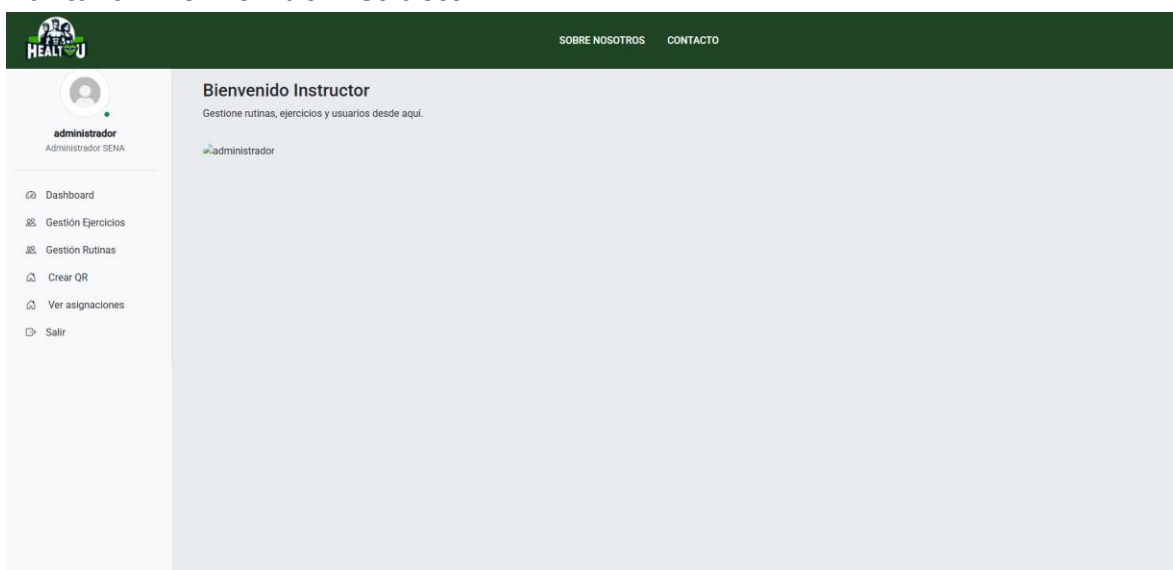 HEALT U
SOBRE NOSOTROS CONTACTO
administrador
Administrador SENA
Dashboard
Gestión Ejercicios
Gestión Rutinas
Crear QR
Ver asignaciones
Salir
Bienvenido Instructor
Gestione rutinas, ejercicios y usuarios desde aquí.
administrador